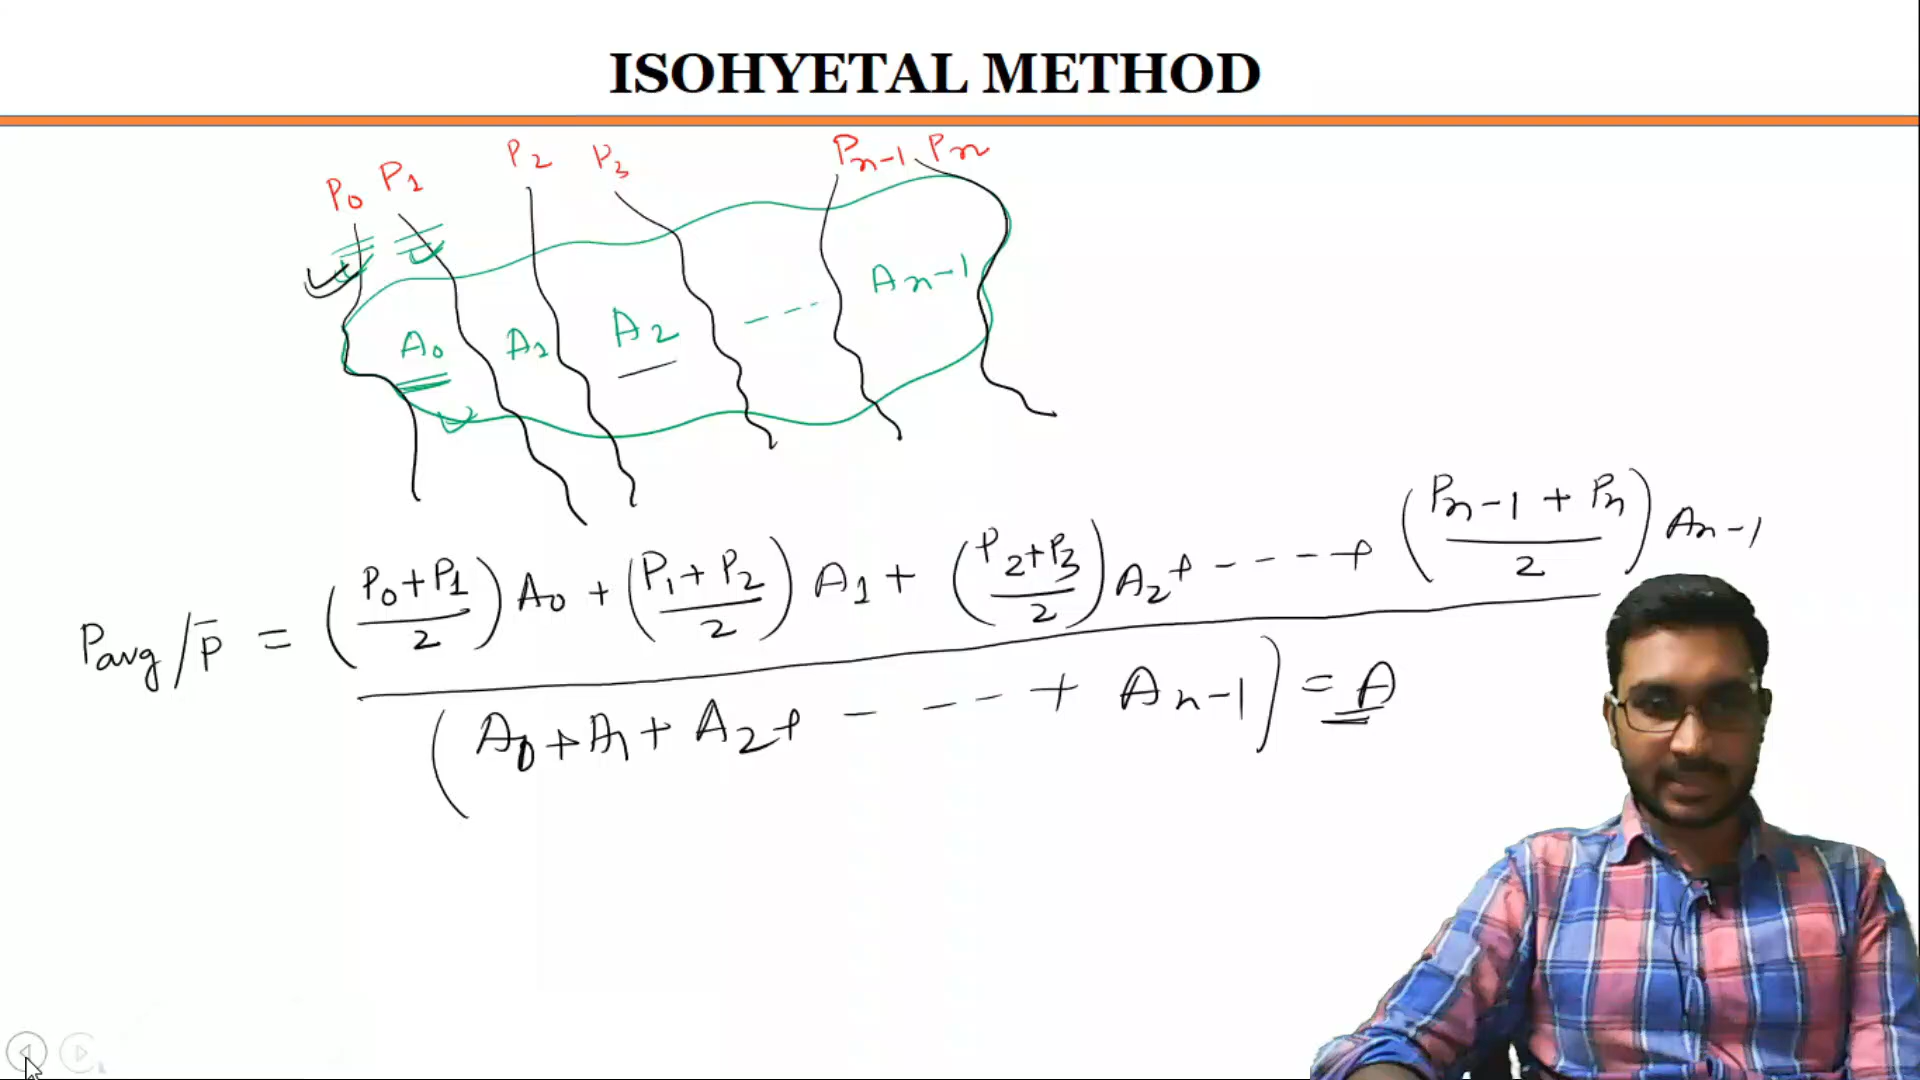 ISOHYETAL METHOD
P₀ P₁ P₂ P₃ Pₙ₋₁ Pₙ
A₀ A₁ A₂ ---- Aₙ₋₁
Pavg / P̅ = ((P₀+P₁)/2) A₀ + ((P₁+P₂)/2) A₁ + ((P₂+P₃)/2) A₂ + ---- + ((Pₙ₋₁+Pₙ)/2) Aₙ₋₁
(A₀+A₁+A₂+ ---- + Aₙ₋₁) = A